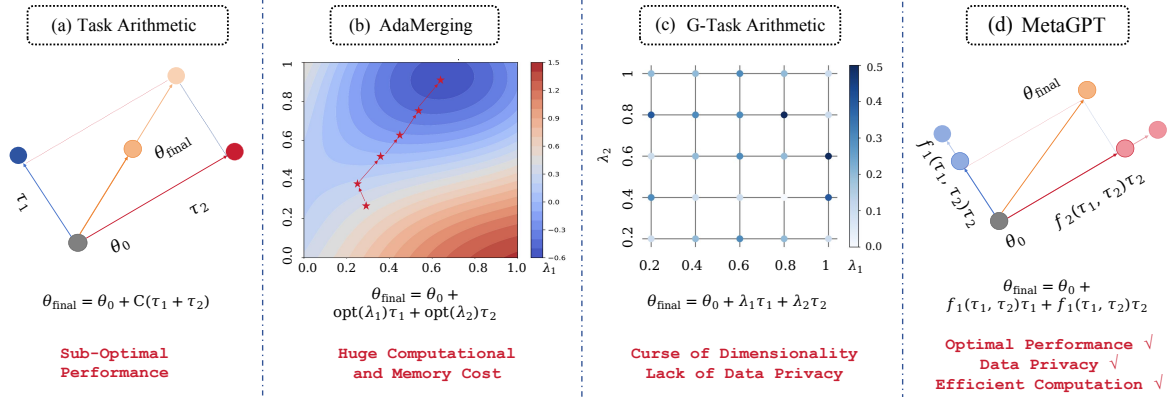 (a) Task Arithmetic
τ₁
θ_final
τ₂
θ₀
θ_final = θ₀ + C(τ₁ + τ₂)
Sub-Optimal
Performance
(b) AdaMerging
1.0
0.8
0.6
0.4
0.2
0.0
0.0 0.2 0.4 0.6 0.8 1.0 λ₁
1.5
1.2
0.9
0.6
0.3
0.0
−0.3
−0.6
θ_final = θ₀ +
opt(λ₁)τ₁ + opt(λ₂)τ₂
Huge Computational
and Memory Cost
(c) G-Task Arithmetic
λ₂
1
0.8
0.6
0.4
0.2
0.2 0.4 0.6 0.8 1 λ₁
0.5
0.4
0.3
0.2
0.1
0.0
θ_final = θ₀ + λ₁τ₁ + λ₂τ₂
Curse of Dimensionality
Lack of Data Privacy
(d) MetaGPT
θ_final
f₁(τ₁, τ₂)τ₂
f₂(τ₁, τ₂)τ₂
θ₀
θ_final = θ₀ +
f₁(τ₁, τ₂)τ₁ + f₁(τ₁, τ₂)τ₂
Optimal Performance √
Data Privacy √
Efficient Computation √